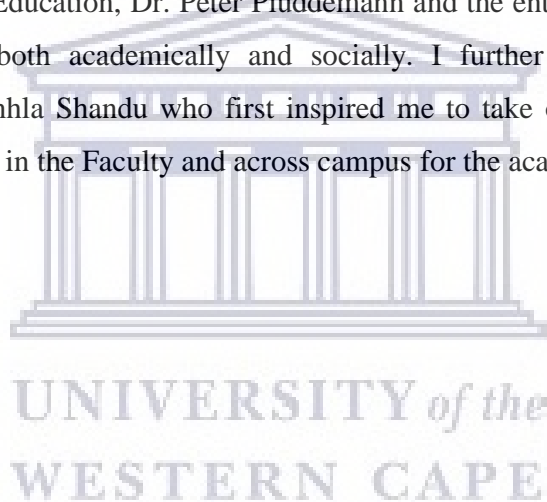 Education, Dr. Peter Plüddemann and the ent
both academically and socially. I further
nhla Shandu who first inspired me to take
in the Faculty and across campus for the aca
UNIVERSITY of the
WESTERN CAPE